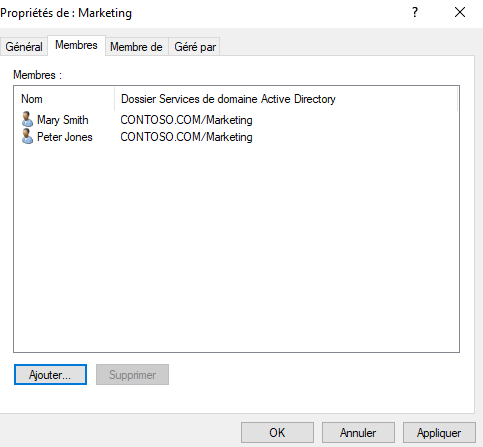 Propriétés de : Marketing
Général Membres Membre de Géré par
Membres :
Nom Dossier Services de domaine Active Directory
Mary Smith CONTOSO.COM/Marketing
Peter Jones CONTOSO.COM/Marketing
Ajouter... Supprimer
OK Annuler Appliquer